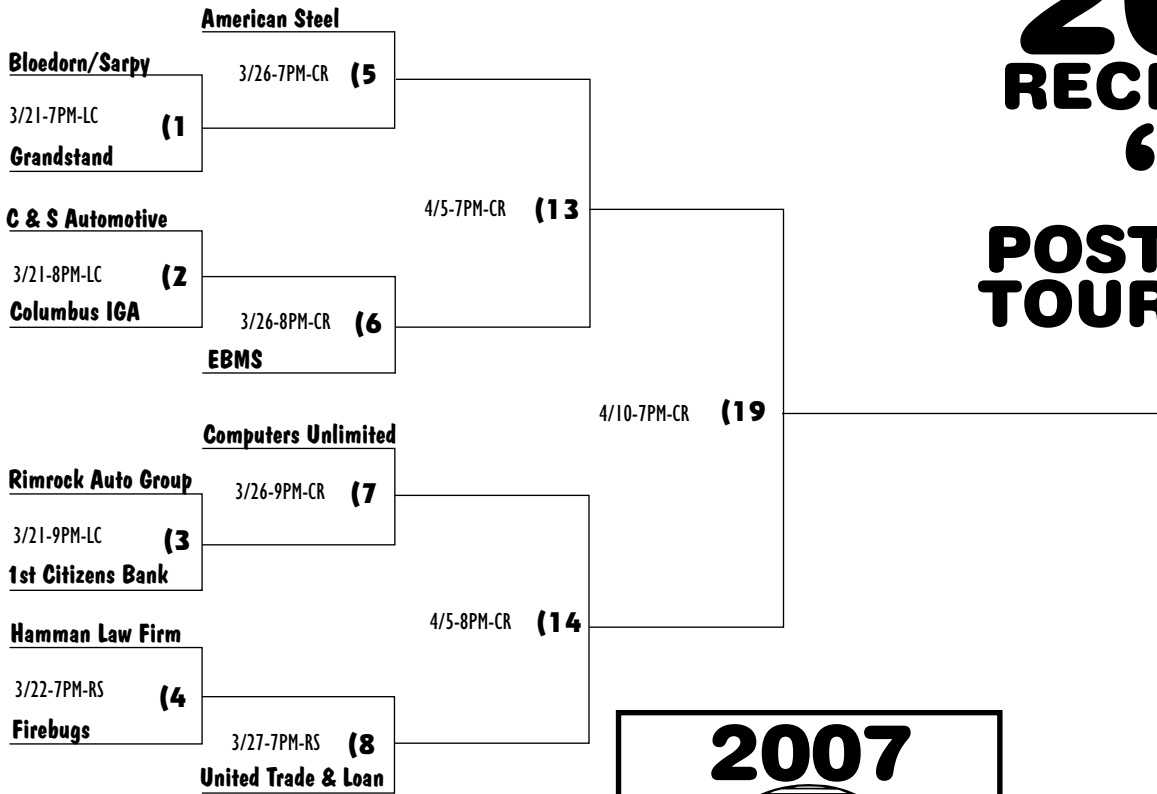 American Steel
Bloedorn/Sarpy
3/26-7PM-CR (5
3/21-7PM-LC (1
Grandstand
C & S Automotive
4/5-7PM-CR (13
3/21-8PM-LC (2
Columbus IGA
3/26-8PM-CR (6
EBMS
4/10-7PM-CR (19
Computers Unlimited
Rimrock Auto Group
3/26-9PM-CR (7
3/21-9PM-LC (3
1st Citizens Bank
4/5-8PM-CR (14
Hamman Law Firm
3/22-7PM-RS (4
Firebugs
3/27-7PM-RS (8
United Trade & Loan
POST
TOUR
2007